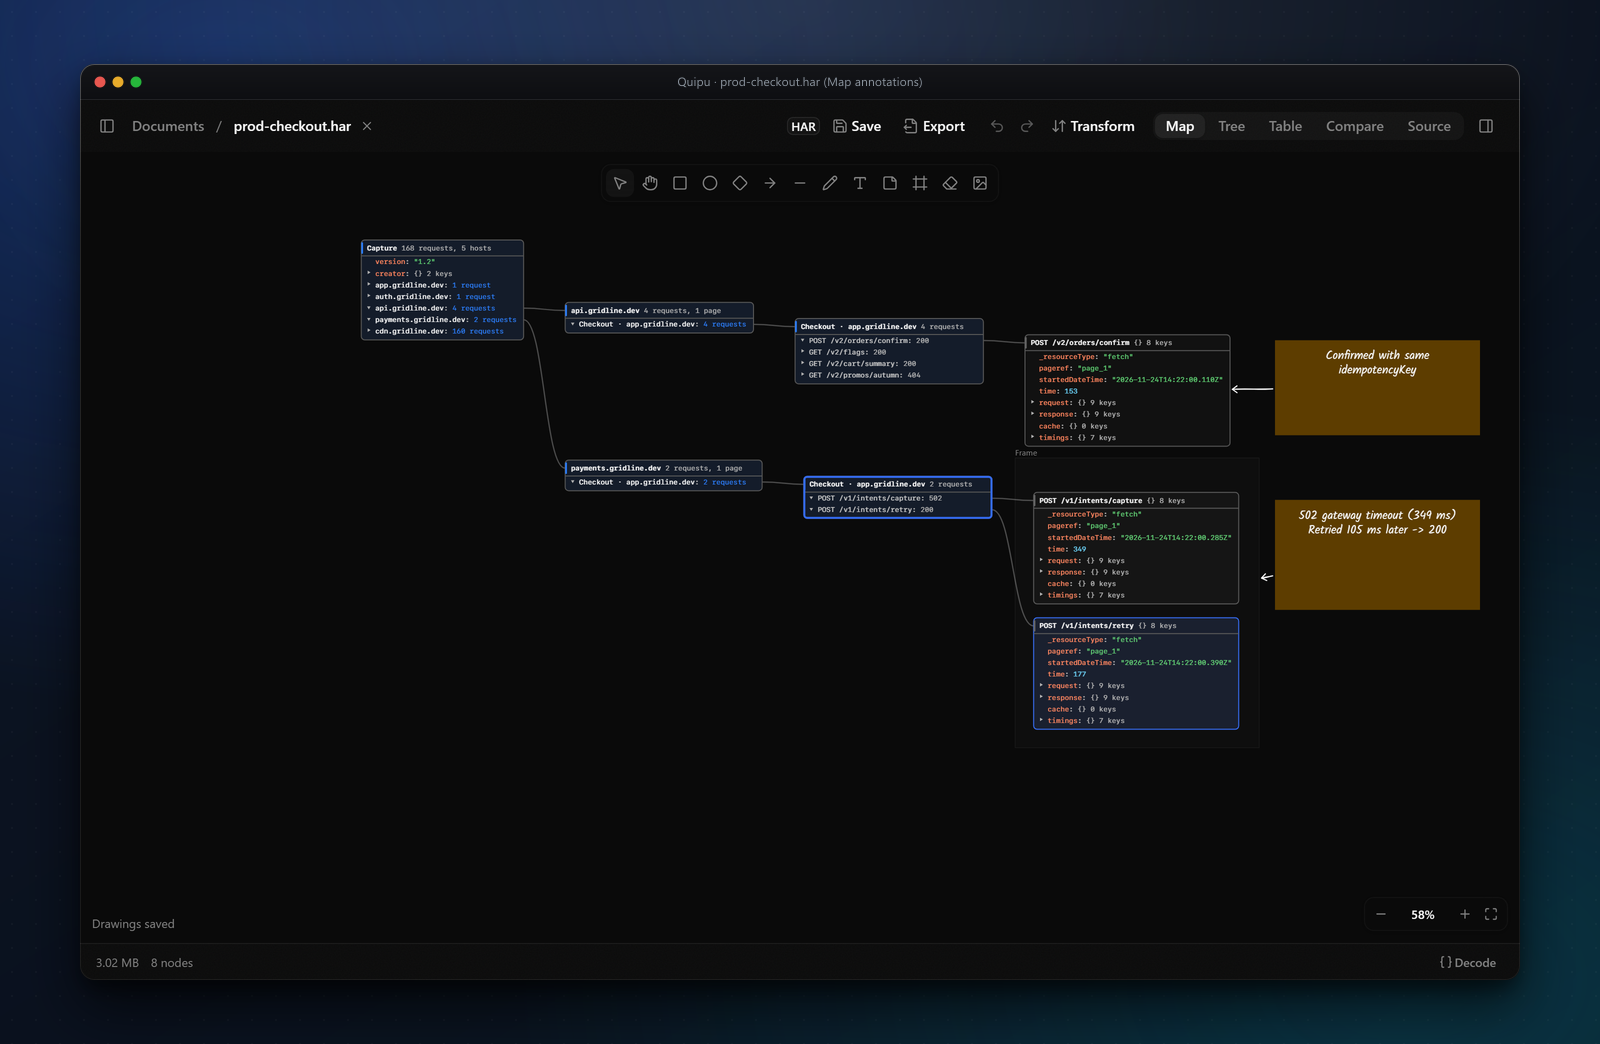 Quipu · prod-checkout.har (Map annotations)
Documents / prod-checkout.har
HAR Save Export Transform Map Tree Table Compare Source
Capture 168 requests, 5 hosts
version: "1.2"
creator: {} 2 keys
app.gridline.dev: 1 request
auth.gridline.dev: 1 request
api.gridline.dev: 4 requests
payments.gridline.dev: 2 requests
cdn.gridline.dev: 160 requests
api.gridline.dev 4 requests, 1 page
Checkout · app.gridline.dev: 4 requests
Checkout · app.gridline.dev 4 requests
POST /v2/orders/confirm: 200
GET /v2/flags: 200
GET /v2/cart/summary: 200
GET /v2/promos/autumn: 404
POST /v2/orders/confirm {} 8 keys
_resourceType: "fetch"
pageref: "page_1"
startedDateTime: "2026-11-24T14:22:00.110Z"
time: 153
request: {} 9 keys
response: {} 9 keys
cache: {} 0 keys
timings: {} 7 keys
Confirmed with same
idempotencyKey
payments.gridline.dev 2 requests, 1 page
Checkout · app.gridline.dev: 2 requests
Checkout · app.gridline.dev 2 requests
POST /v1/intents/capture: 502
POST /v1/intents/retry: 200
Frame
POST /v1/intents/capture {} 8 keys
_resourceType: "fetch"
pageref: "page_1"
startedDateTime: "2026-11-24T14:22:00.285Z"
time: 349
request: {} 9 keys
response: {} 9 keys
cache: {} 0 keys
timings: {} 7 keys
502 gateway timeout (349 ms)
Retried 105 ms later -> 200
POST /v1/intents/retry {} 8 keys
_resourceType: "fetch"
pageref: "page_1"
startedDateTime: "2026-11-24T14:22:00.390Z"
time: 177
request: {} 9 keys
response: {} 9 keys
cache: {} 0 keys
timings: {} 7 keys
Drawings saved
58%
3.02 MB 8 nodes
{} Decode